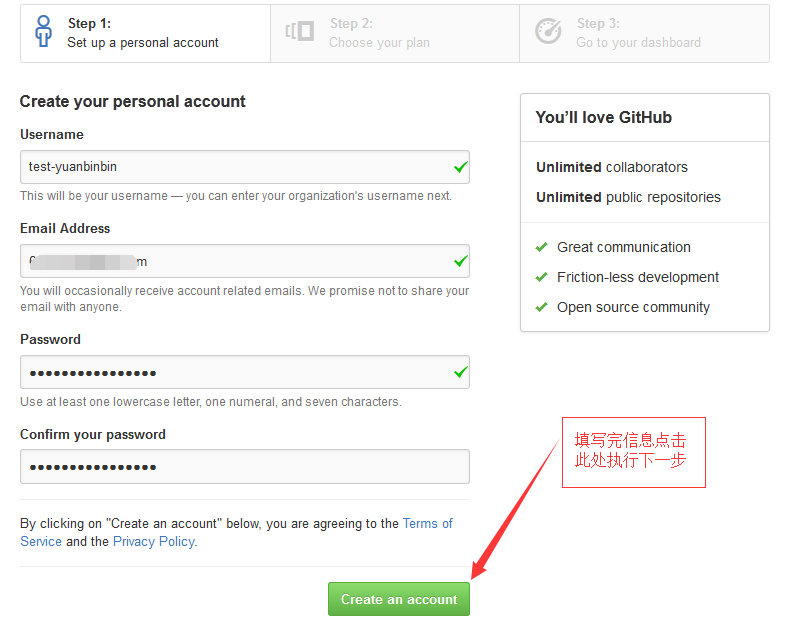 Step 1:
Set up a personal account
Step 2:
Choose your plan
Step 3:
Go to your dashboard
Create your personal account
Username
test-yuanbinbin
This will be your username — you can enter your organization's username next.
Email Address
m
You will occasionally receive account related emails. We promise not to share your
email with anyone.
Password
••••••••••••••••
Use at least one lowercase letter, one numeral, and seven characters.
Confirm your password
••••••••••••••••
By clicking on "Create an account" below, you are agreeing to the Terms of
Service and the Privacy Policy.
Create an account
You’ll love GitHub
Unlimited collaborators
Unlimited public repositories
Great communication
Friction-less development
Open source community
填写完信息点击
此处执行下一步